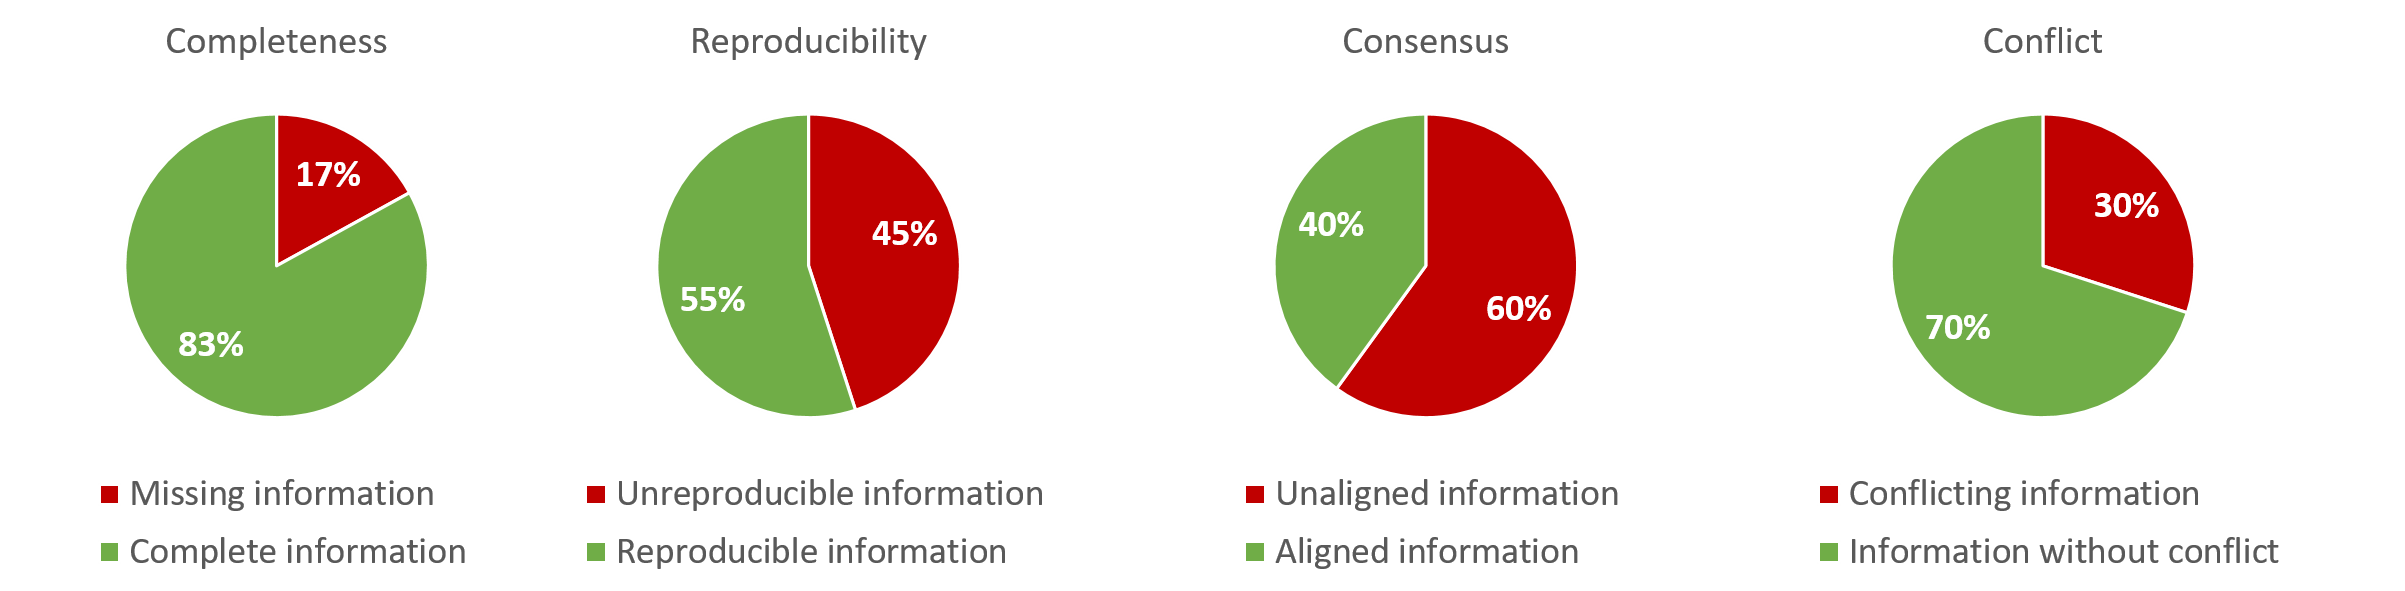 Completeness
17%
83%
Missing information
Complete information
Reproducibility
45%
55%
Unreproducible information
Reproducible information
Consensus
40%
60%
Unaligned information
Aligned information
Conflict
30%
70%
Conflicting information
Information without conflict